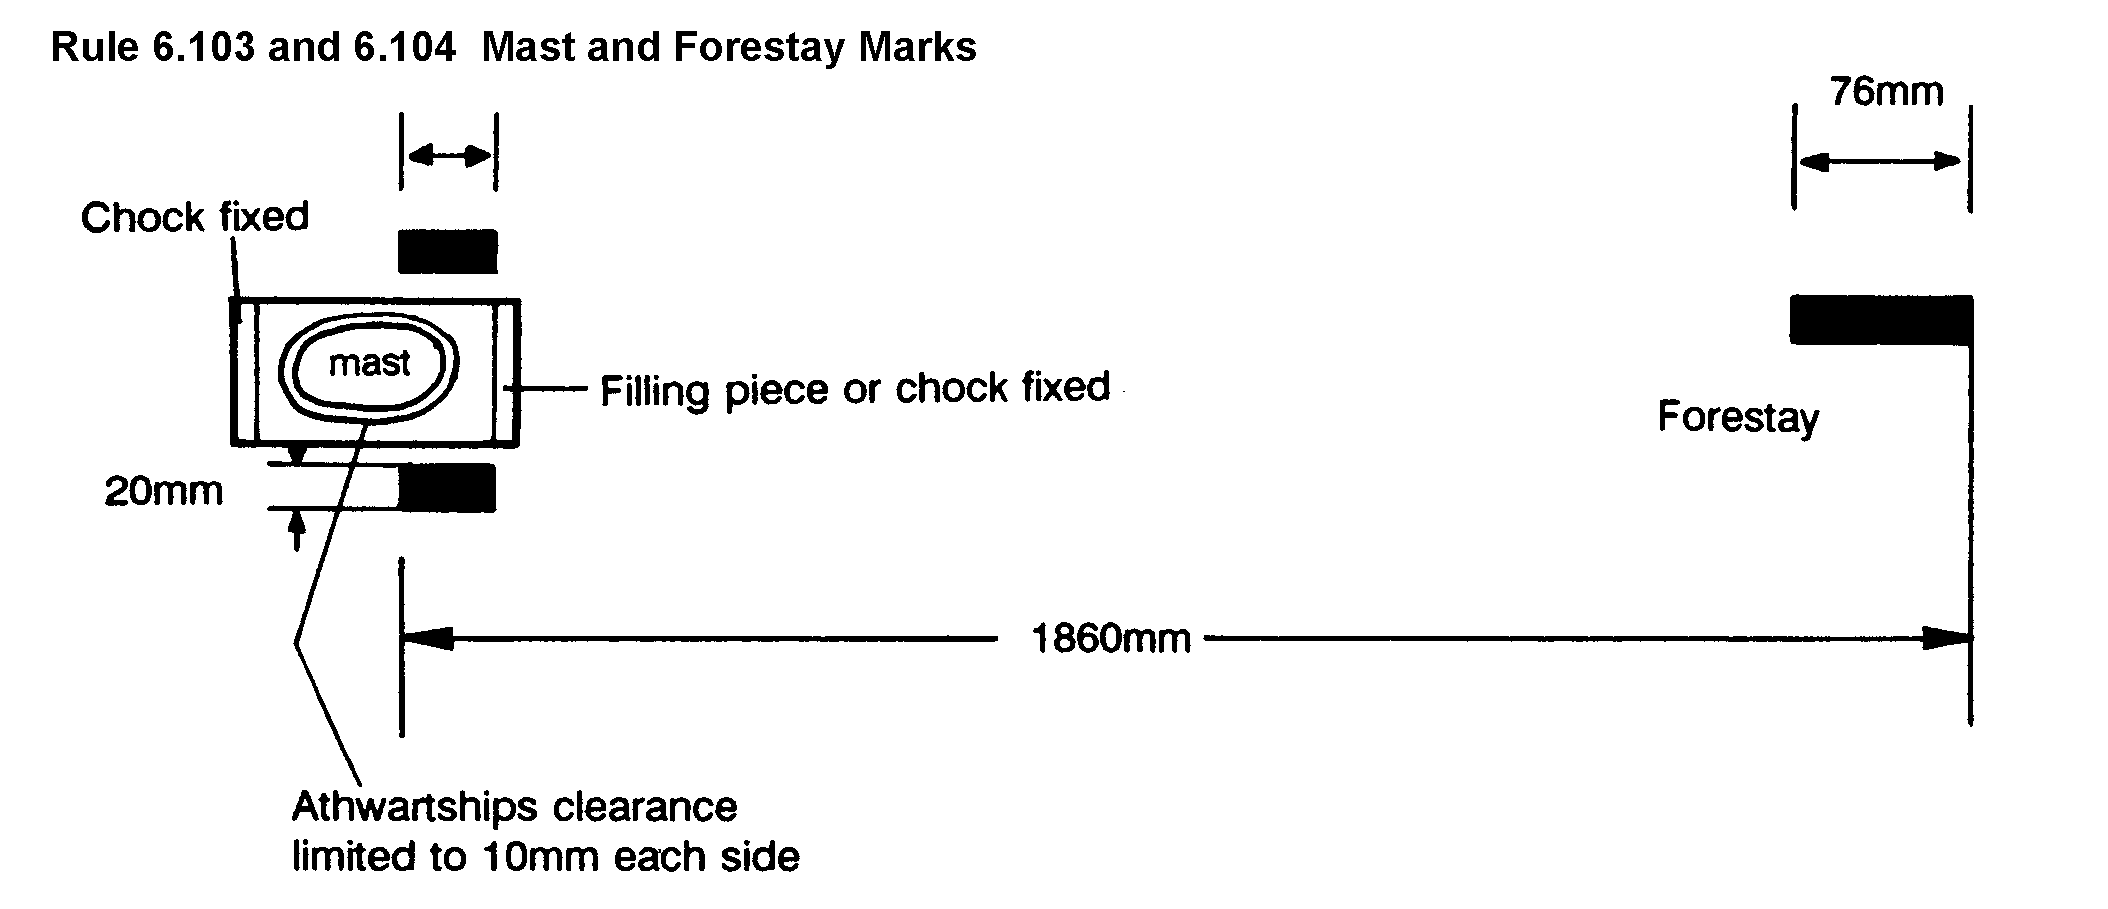 Rule 6.103 and 6.104  Mast and Forestay Marks
76mm
Chock fixed
mast
Filling piece or chock fixed
Forestay
20mm
1860mm
Athwartships clearance
limited to 10mm each side